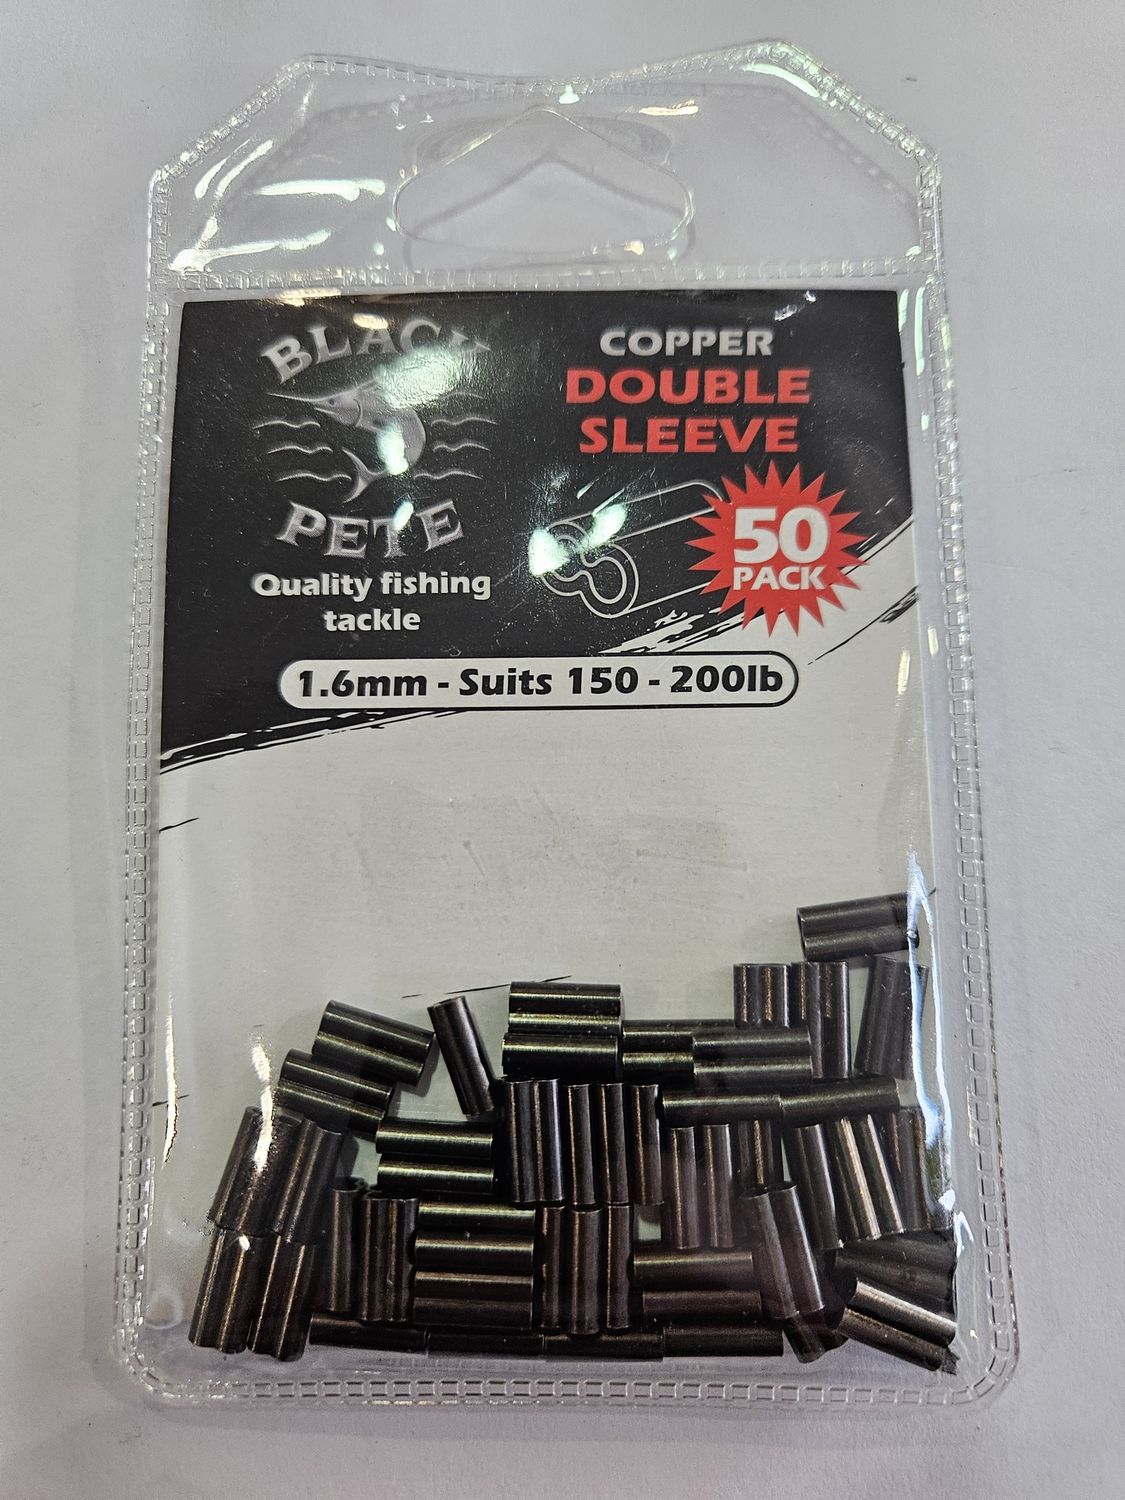 BLACK
PETE
Quality fishing
tackle
COPPER
DOUBLE
SLEEVE
50
PACK
1.6mm - Suits 150 - 200lb